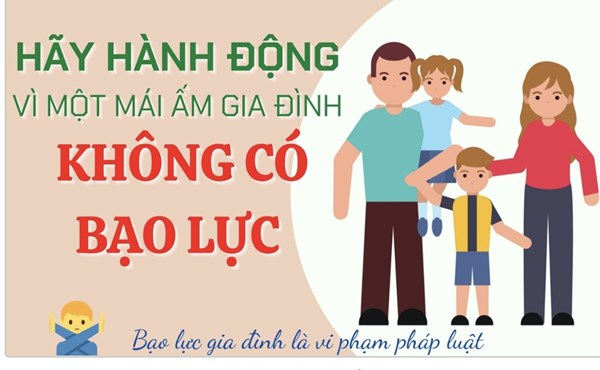 HÃY HÀNH ĐỘNG
VÌ MỘT MÁI ẤM GIA ĐÌNH
KHÔNG CÓ
BẠO LỰC
Bạo lực gia đình là vi phạm pháp luật